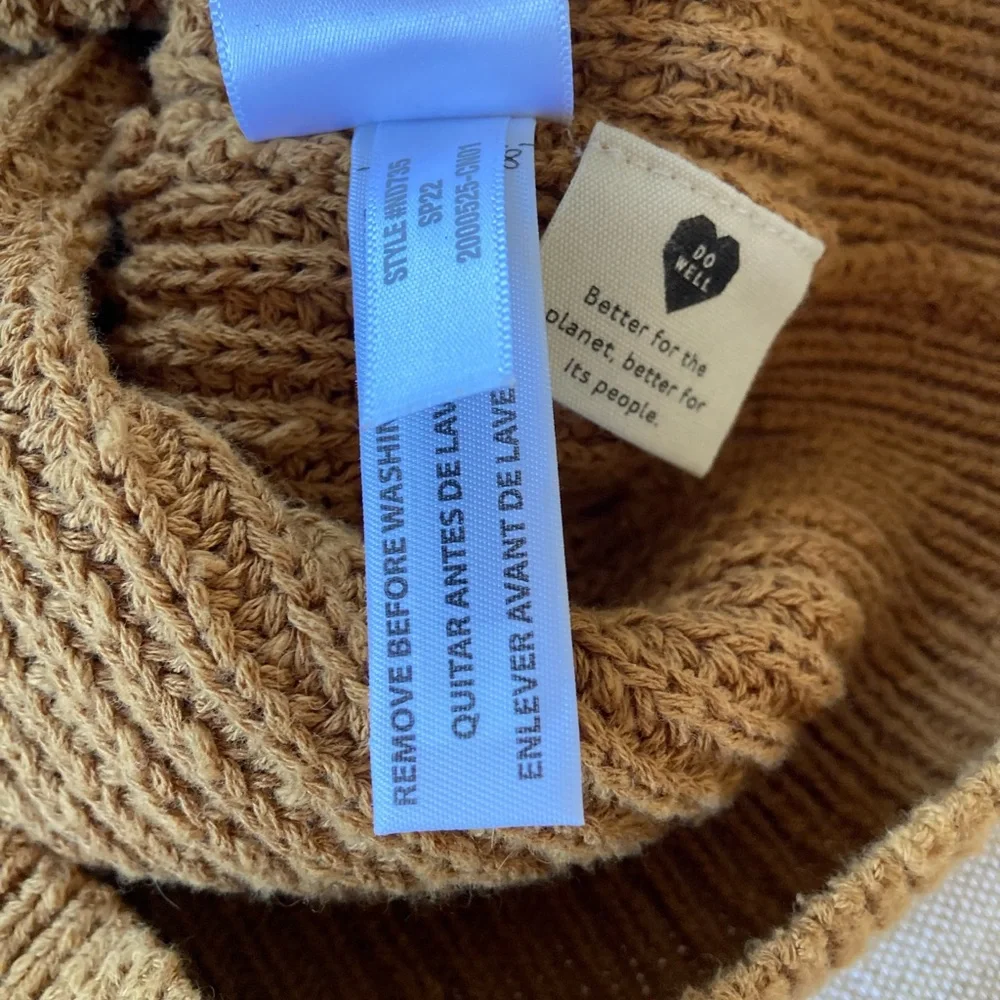 STYLE #ND735
SP22
2000525-CN01
DO
WELL
Better for the
planet, better for
its people.
REMOVE BEFORE WASHIN
QUITAR ANTES DE LAV
ENLEVER AVANT DE LAVE